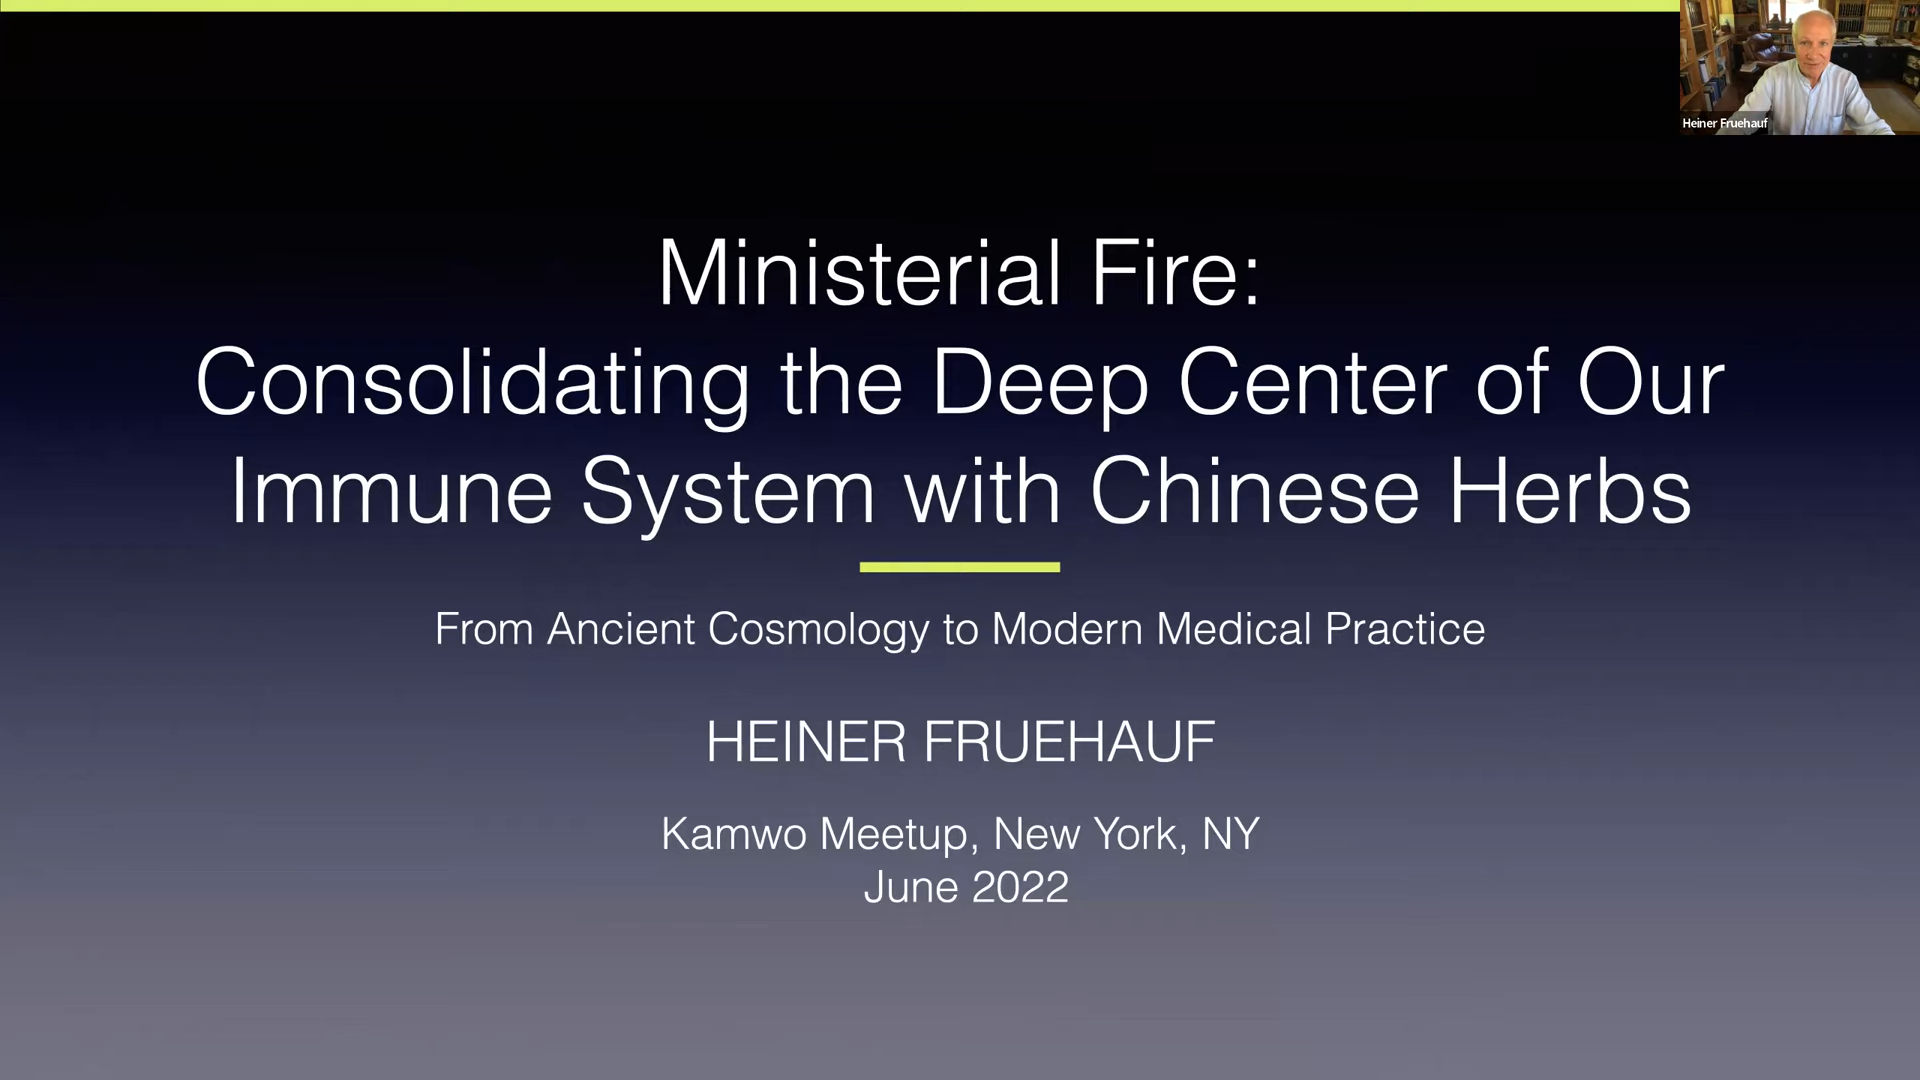 Heiner Fruehauf
Ministerial Fire:
Consolidating the Deep Center of Our
Immune System with Chinese Herbs
From Ancient Cosmology to Modern Medical Practice
HEINER FRUEHAUF
Kamwo Meetup, New York, NY
June 2022